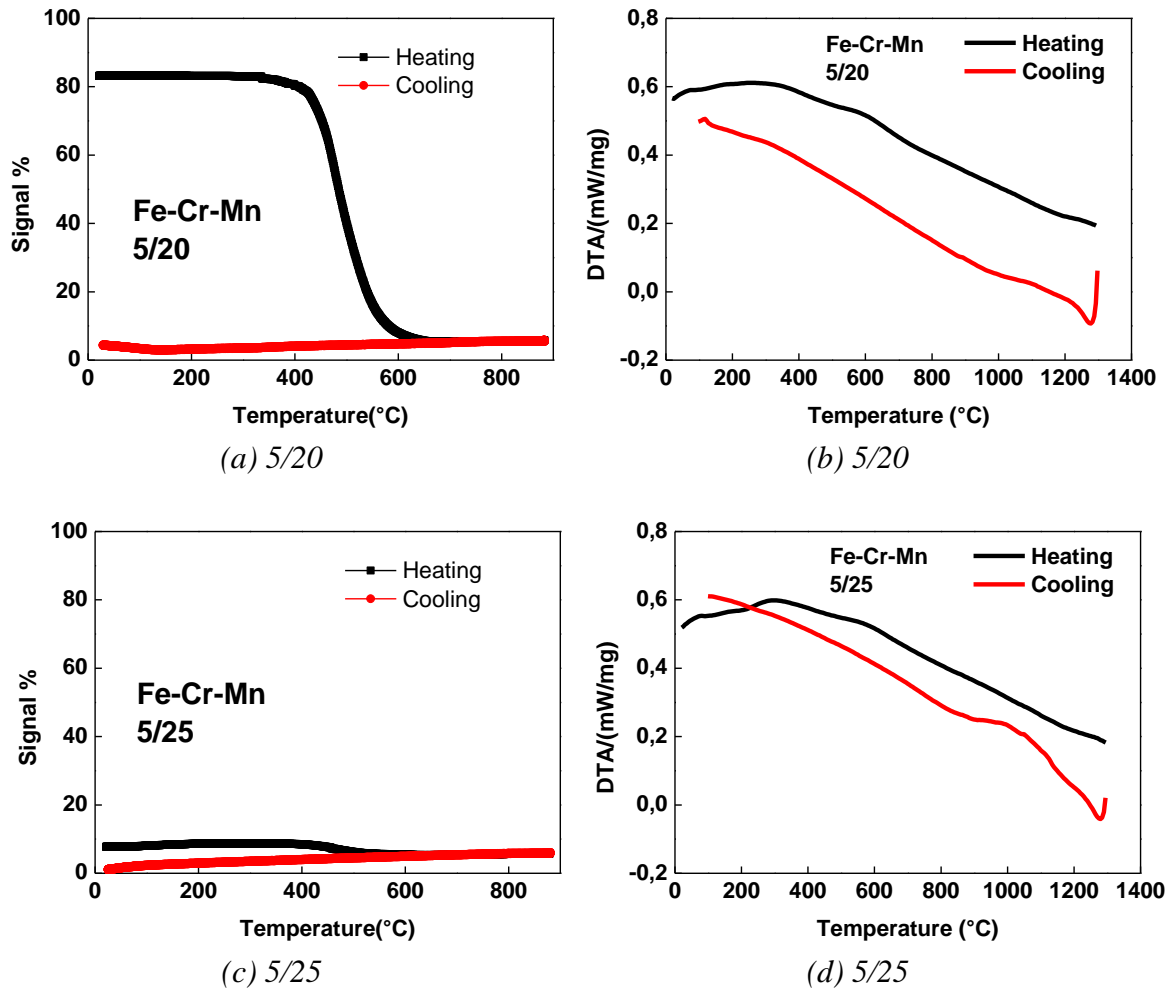 100
80
60
40
20
0
Signal %
Heating
Cooling
Fe-Cr-Mn
5/20
0 200 400 600 800
Temperature(°C)
(a) 5/20
0,8
0,6
0,4
0,2
0,0
-0,2
DTA/(mW/mg)
Fe-Cr-Mn
5/20
Heating
Cooling
0 200 400 600 800 1000 1200 1400
Temperature (°C)
(b) 5/20
100
80
60
40
20
0
Signal %
Heating
Cooling
Fe-Cr-Mn
5/25
0 200 400 600 800
Temperature(°C)
(c) 5/25
0,8
0,6
0,4
0,2
0,0
-0,2
DTA/(mW/mg)
Fe-Cr-Mn
5/25
Heating
Cooling
0 200 400 600 800 1000 1200 1400
Temperature (°C)
(d) 5/25